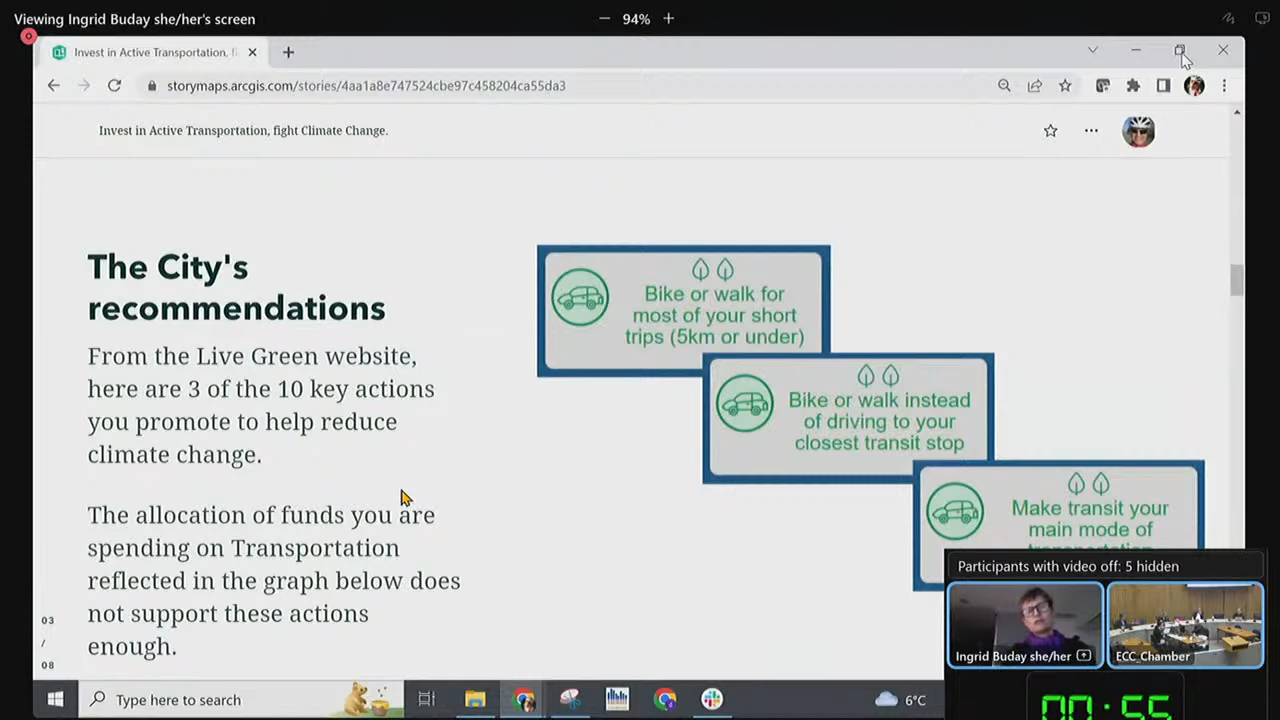 Viewing Ingrid Buday she/her's screen
94%
Invest in Active Transportation, f
storymaps.arcgis.com/stories/4aa1a8e747524cbe97c458204ca55da3
Invest in Active Transportation, fight Climate Change.
The City's
recommendations
From the Live Green website,
here are 3 of the 10 key actions
you promote to help reduce
climate change.
The allocation of funds you are
spending on Transportation
reflected in the graph below does
not support these actions
enough.
Bike or walk for
most of your short
trips (5km or under)
Bike or walk instead
of driving to your
closest transit stop
Make transit your
main mode of
transportation
03
/
08
Participants with video off: 5 hidden
Ingrid Buday she/her
ECC_Chamber
00:55
Type here to search
6°C